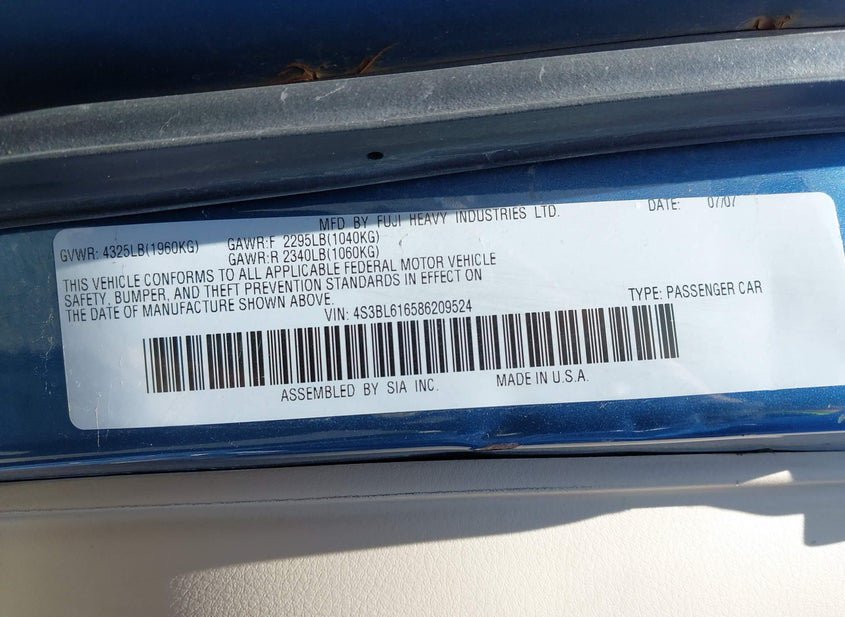 MFD BY FUJI HEAVY INDUSTRIES LTD. DATE: 07/07
GVWR: 4325LB(1960KG) GAWR:F 2295LB(1040KG)
GAWR:R 2340LB(1060KG)
THIS VEHICLE CONFORMS TO ALL APPLICABLE FEDERAL MOTOR VEHICLE
SAFETY, BUMPER, AND THEFT PREVENTION STANDARDS IN EFFECT ON
THE DATE OF MANUFACTURE SHOWN ABOVE.
VIN: 4S3BL616586209524 TYPE: PASSENGER CAR
ASSEMBLED BY SIA INC. MADE IN U.S.A.